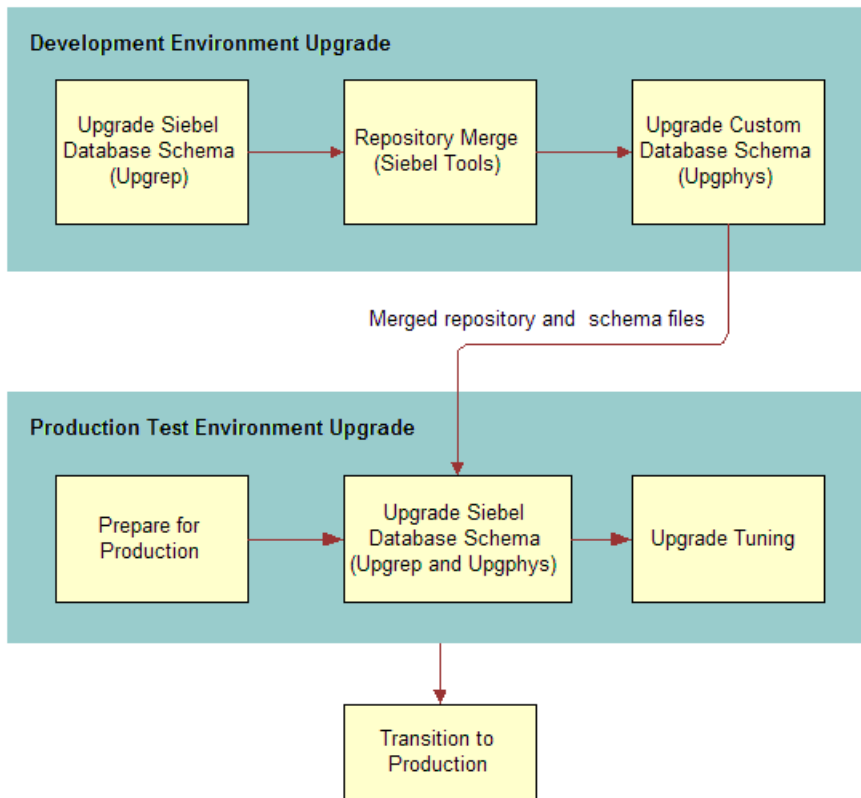 Development Environment Upgrade
Upgrade Siebel
Database Schema
(Upgrep)
Repository Merge
(Siebel Tools)
Upgrade Custom
Database Schema
(Upgphys)
Merged repository and schema files
Production Test Environment Upgrade
Prepare for
Production
Upgrade Siebel
Database Schema
(Upgrep and Upgphys)
Upgrade Tuning
Transition to
Production